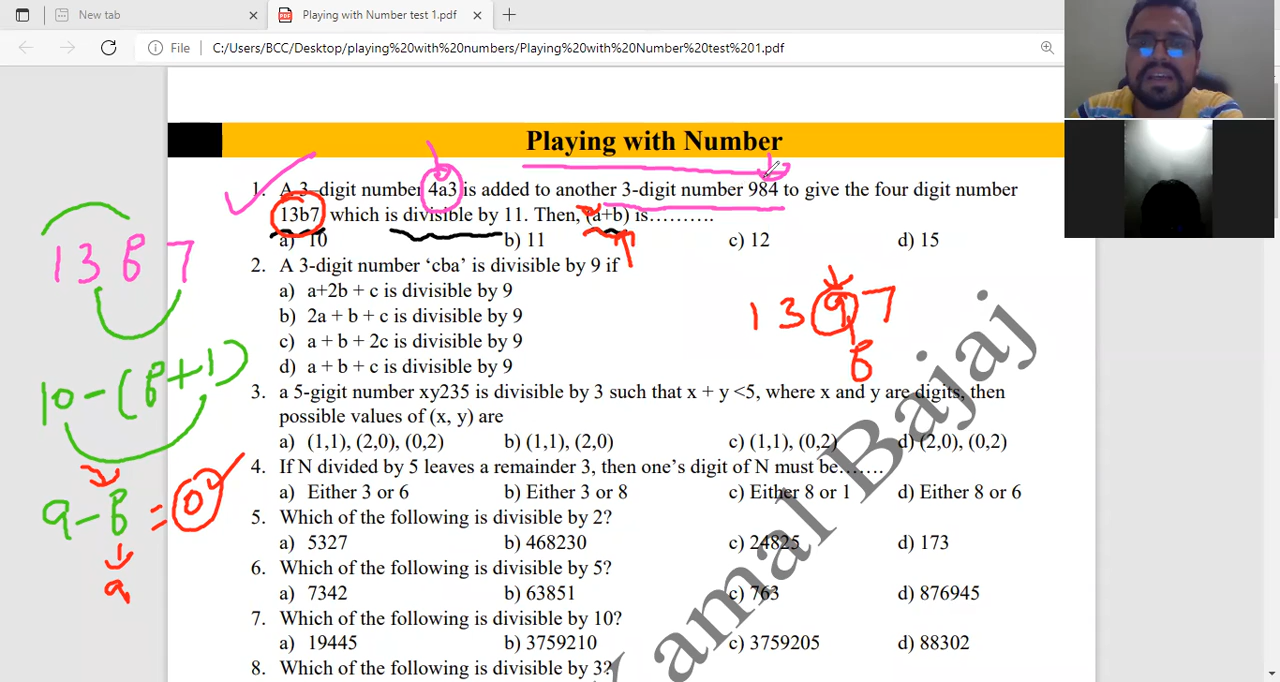 New tab
Playing with Number test 1.pdf
File C:/Users/BCC/Desktop/playing%20with%20numbers/Playing%20with%20Number%20test%201.pdf
Playing with Number
1. A 3-digit number 4a3 is added to another 3-digit number 984 to give the four digit number
13b7 which is divisible by 11. Then, (a+b) is..........
a) 10 b) 11 c) 12 d) 15
2. A 3-digit number ‘cba’ is divisible by 9 if
a) a+2b + c is divisible by 9
b) 2a + b + c is divisible by 9
c) a + b + 2c is divisible by 9
d) a + b + c is divisible by 9
3. a 5-gigit number xy235 is divisible by 3 such that x + y <5, where x and y are digits, then
possible values of (x, y) are
a) (1,1), (2,0), (0,2) b) (1,1), (2,0) c) (1,1), (0,2) d) (2,0), (0,2)
4. If N divided by 5 leaves a remainder 3, then one’s digit of N must be.......
a) Either 3 or 6 b) Either 3 or 8 c) Either 8 or 1 d) Either 8 or 6
5. Which of the following is divisible by 2?
a) 5327 b) 468230 c) 24825 d) 173
6. Which of the following is divisible by 5?
a) 7342 b) 63851 c) 763 d) 876945
7. Which of the following is divisible by 10?
a) 19445 b) 3759210 c) 3759205 d) 88302
8. Which of the following is divisible by 3?
13b7
10-(b+1)
9-b=0
9
1397
b
Kamal Bajaj